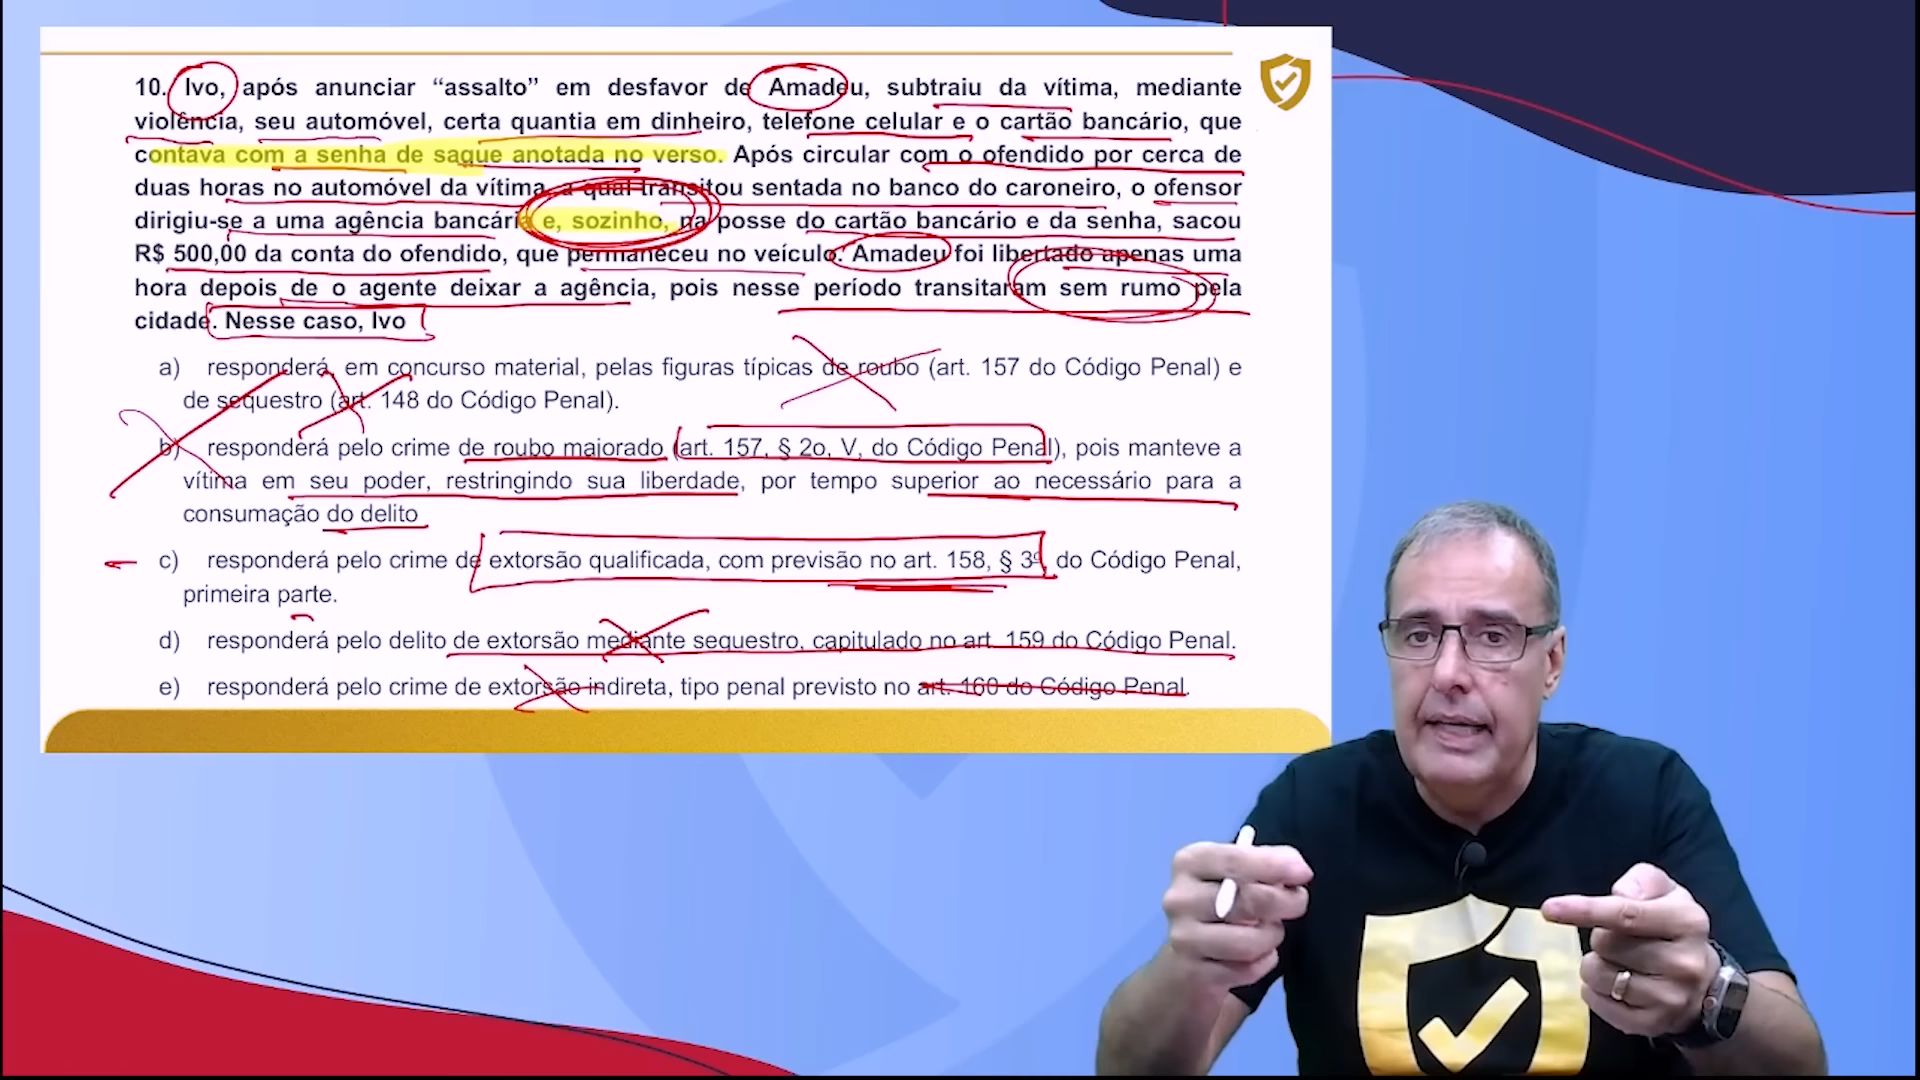 10. Ivo, após anunciar “assalto” em desfavor de Amadeu, subtraiu da vítima, mediante
violência, seu automóvel, certa quantia em dinheiro, telefone celular e o cartão bancário, que
contava com a senha de saque anotada no verso. Após circular com o ofendido por cerca de
duas horas no automóvel da vítima, a qual transitou sentada no banco do caroneiro, o ofensor
dirigiu-se a uma agência bancária e, sozinho, na posse do cartão bancário e da senha, sacou
R$ 500,00 da conta do ofendido, que permaneceu no veículo. Amadeu foi libertado apenas uma
hora depois de o agente deixar a agência, pois nesse período transitaram sem rumo pela
cidade. Nesse caso, Ivo
a) responderá, em concurso material, pelas figuras típicas de roubo (art. 157 do Código Penal) e
de sequestro (art. 148 do Código Penal).
b) responderá pelo crime de roubo majorado (art. 157, § 2o, V, do Código Penal), pois manteve a
vítima em seu poder, restringindo sua liberdade, por tempo superior ao necessário para a
consumação do delito
c) responderá pelo crime de extorsão qualificada, com previsão no art. 158, § 3º, do Código Penal,
primeira parte.
d) responderá pelo delito de extorsão mediante sequestro, capitulado no art. 159 do Código Penal.
e) responderá pelo crime de extorsão indireta, tipo penal previsto no art. 160 do Código Penal.